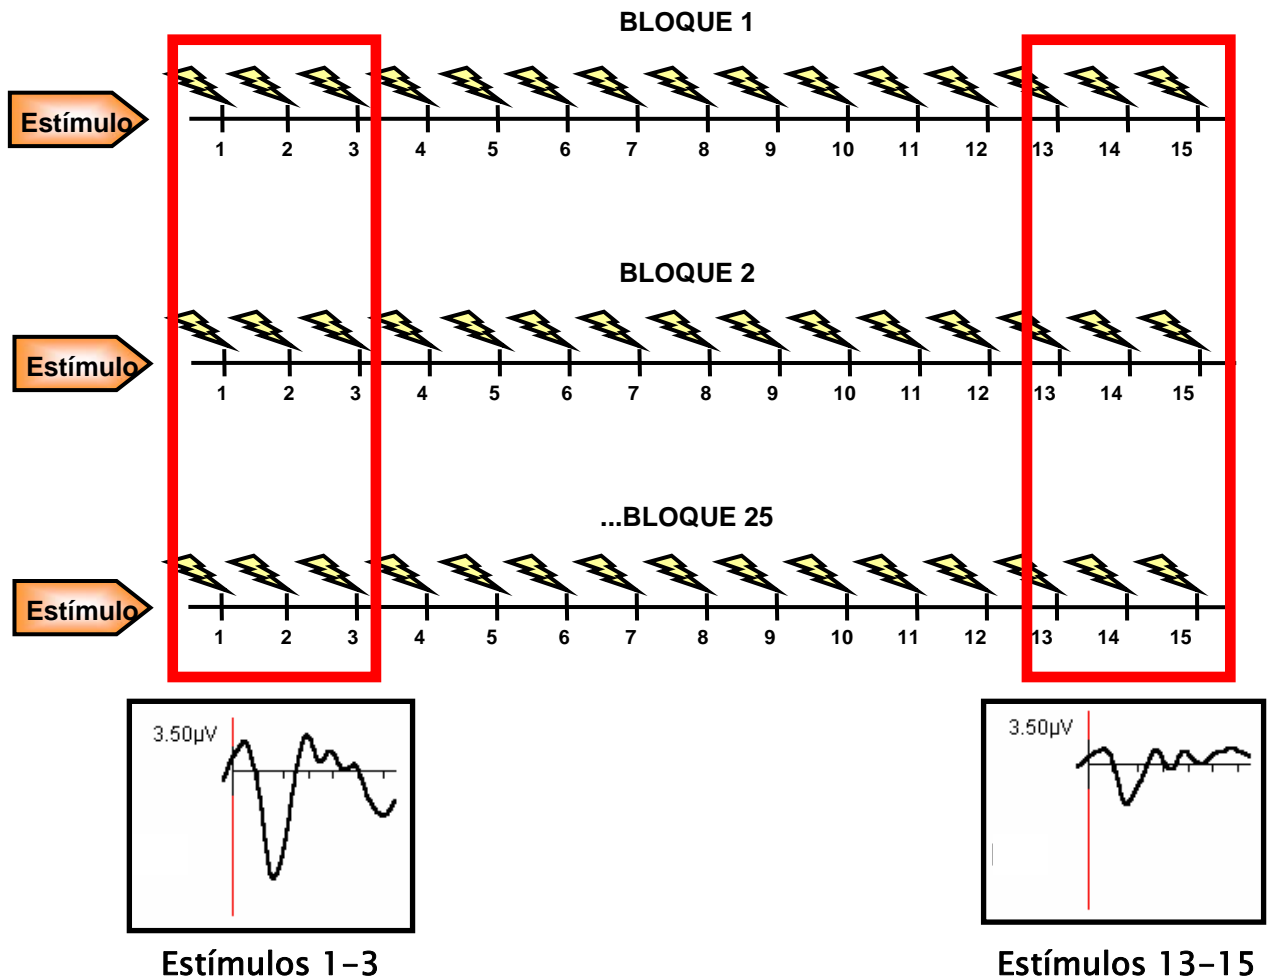 BLOQUE 1
Estímulo
1 2 3 4 5 6 7 8 9 10 11 12 13 14 15
BLOQUE 2
Estímulo
1 2 3 4 5 6 7 8 9 10 11 12 13 14 15
...BLOQUE 25
Estímulo
1 2 3 4 5 6 7 8 9 10 11 12 13 14 15
3.50µV
3.50µV
Estímulos 1-3
Estímulos 13-15